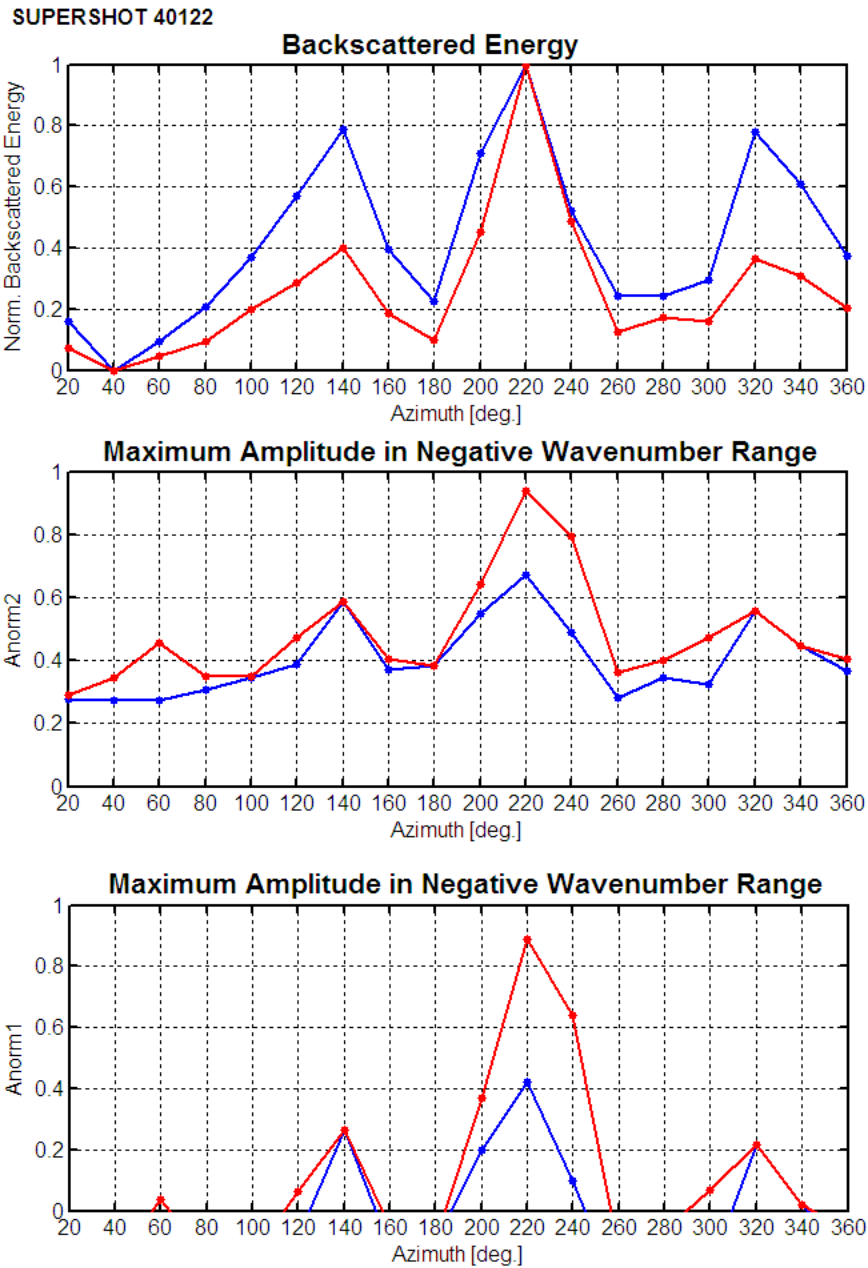 SUPERSHOT 40122
Backscattered Energy
Norm. Backscattered Energy
1
0.8
0.6
0.4
0.2
0
20 40 60 80 100 120 140 160 180 200 220 240 260 280 300 320 340 360
Azimuth [deg.]
Maximum Amplitude in Negative Wavenumber Range
Anorm2
1
0.8
0.6
0.4
0.2
0
20 40 60 80 100 120 140 160 180 200 220 240 260 280 300 320 340 360
Azimuth [deg.]
Maximum Amplitude in Negative Wavenumber Range
Anorm1
1
0.8
0.6
0.4
0.2
0
20 40 60 80 100 120 140 160 180 200 220 240 260 280 300 320 340 360
Azimuth [deg.]